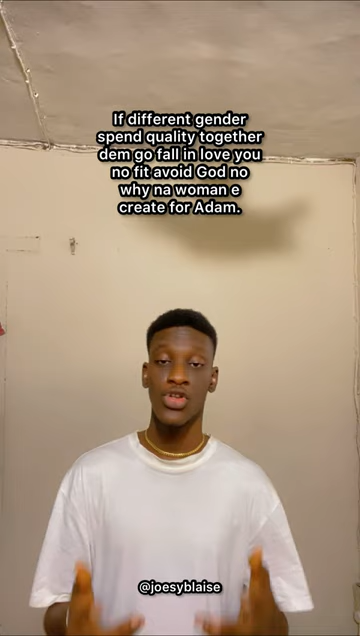 If different gender
spend quality together
dem go fall in love you
no fit avoid God no
why na woman e
create for Adam.
@joesyblaise